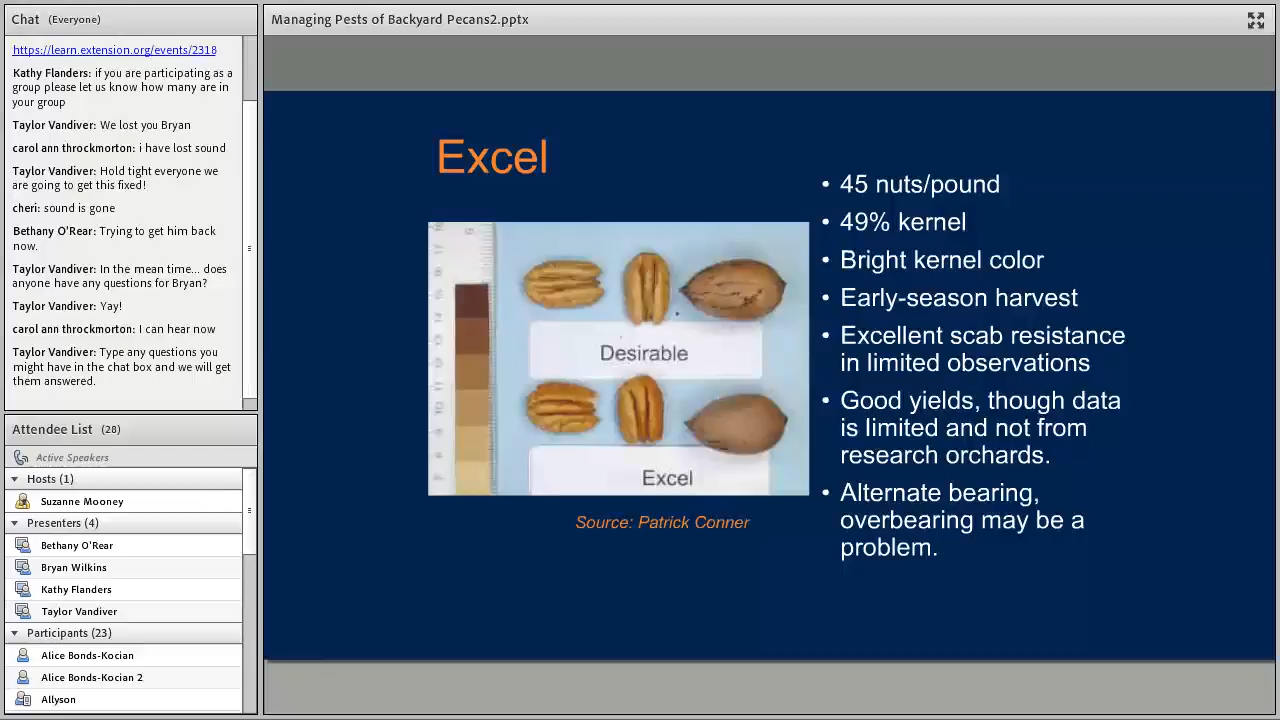 Chat (Everyone)
https://learn.extension.org/events/2318
Kathy Flanders: if you are participating as a
group please let us know how many are in
your group
Taylor Vandiver: We lost you Bryan
carol ann throckmorton: i have lost sound
Taylor Vandiver: Hold tight everyone we
are going to get this fixed!
cheri: sound is gone
Bethany O'Rear: Trying to get him back
now.
Taylor Vandiver: In the mean time... does
anyone have any questions for Bryan?
Taylor Vandiver: Yay!
carol ann throckmorton: I can hear now
Taylor Vandiver: Type any questions you
might have in the chat box and we will get
them answered.
Attendee List (28)
Active Speakers
Hosts (1)
Suzanne Mooney
Presenters (4)
Bethany O'Rear
Bryan Wilkins
Kathy Flanders
Taylor Vandiver
Participants (23)
Alice Bonds-Kocian
Alice Bonds-Kocian 2
Allyson
Managing Pests of Backyard Pecans2.pptx
Excel
Desirable
Excel
Source: Patrick Conner
• 45 nuts/pound
• 49% kernel
• Bright kernel color
• Early-season harvest
• Excellent scab resistance
in limited observations
• Good yields, though data
is limited and not from
research orchards.
• Alternate bearing,
overbearing may be a
problem.